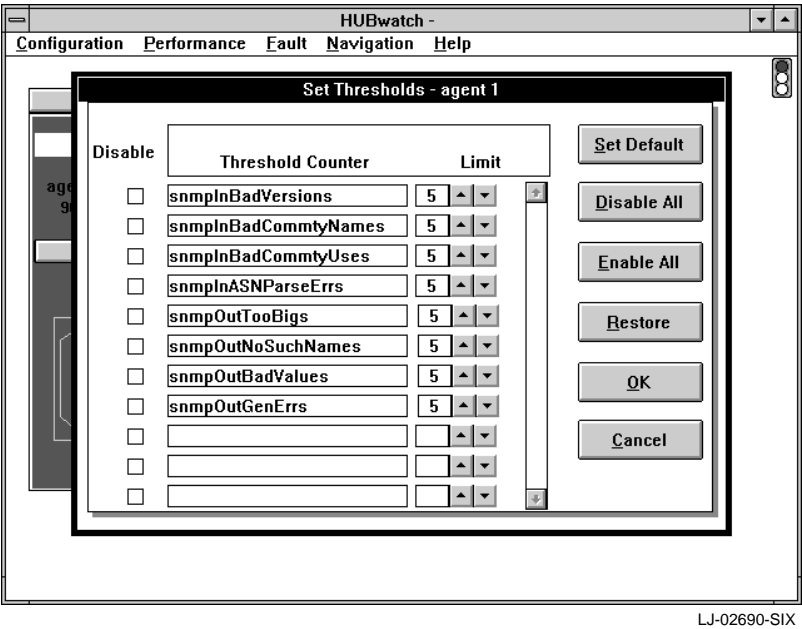 HUBwatch -
Configuration Performance Fault Navigation Help
Set Thresholds - agent 1
Disable
Threshold Counter Limit
age
90
snmpInBadVersions 5
snmpInBadCommtyNames 5
snmpInBadCommtyUses 5
snmpInASNParseErrs 5
snmpOutTooBigs 5
snmpOutNoSuchNames 5
snmpOutBadValues 5
snmpOutGenErrs 5
Set Default
Disable All
Enable All
Restore
OK
Cancel
LJ-02690-SIX